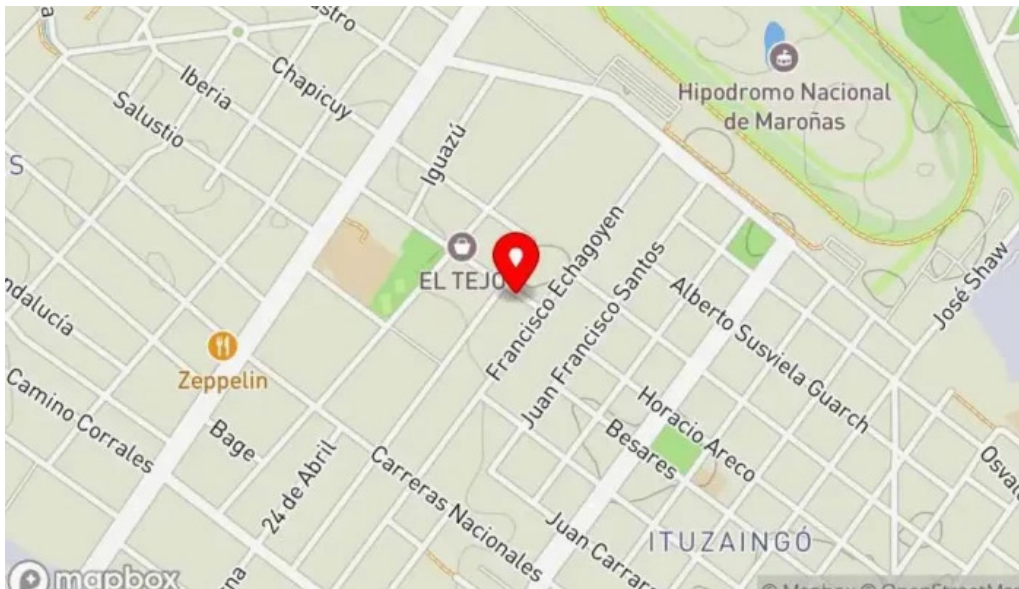 Iberia
Chapicuy
Salustio
Iguazú
Hipodromo Nacional
de Maroñas
S
EL TEJO
Francisco Echagoyen
Juan Francisco Santos
Alberto Susviela Guarch
José Shaw
Zeppelin
Camino Corrales
Bage
24 de Abril
Carreras Nacionales
Horacio Areco
Besares
ITUZAINGÓ
mapbox